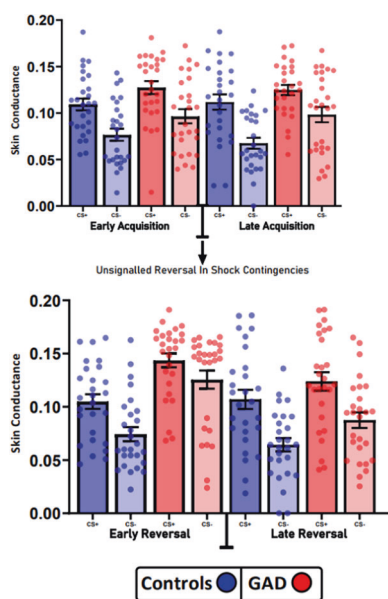 0.20
0.15
0.10
0.05
0.00
Skin Conductance
CS+ CS- CS+ CS- CS+ CS- CS+ CS-
Early Acquisition Late Acquisition
Unsignalled Reversal In Shock Contingencies
0.20
0.15
0.10
0.05
0.00
Skin Conductance
CS+ CS- CS+ CS- CS+ CS- CS+ CS-
Early Reversal Late Reversal
Controls GAD